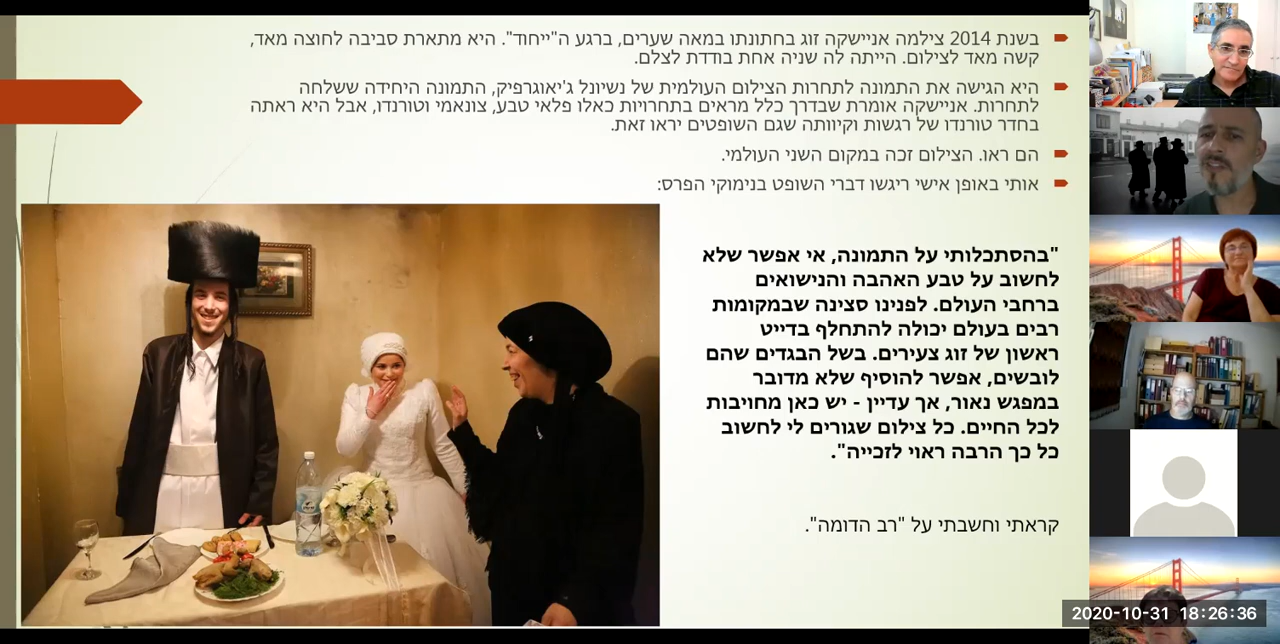 בשנת 2014 צילמה אניישקה זוג בחתונתו במאה שערים, ברגע ה"ייחוד". היא מתארת סביבה לחוצה מאד,
קשה מאד לצילום. הייתה לה שניה אחת בודדת לצלם.
היא הגישה את התמונה לתחרות הצילום העולמית של נשיונל ג'יאוגרפיק, התמונה היחידה ששלחה
לתחרות. אניישקה אומרת שבדרך כלל מראים בתחרויות כאלו פלאי טבע, צונאמי וטורנדו, אבל היא ראתה
בחדר טורנדו של רגשות וקיוותה שגם השופטים יראו זאת.
הם ראו. הצילום זכה במקום השני העולמי.
אותי באופן אישי ריגשו דברי השופט בנימוקי הפרס:
"בהסתכלותי על התמונה, אי אפשר שלא
לחשוב על טבע האהבה והנישואים
ברחבי העולם. לפנינו סצינה שבמקומות
רבים בעולם יכולה להתחלף בדייט
ראשון של זוג צעירים. בשל הבגדים שהם
לובשים, אפשר להוסיף שלא מדובר
במפגש נאור, אך עדיין - יש כאן מחויבות
לכל החיים. כל צילום שגורים לי לחשוב
כל כך הרבה ראוי לזכייה".
קראתי וחשבתי על "רב הדומה".
2020-10-31 18:26:36